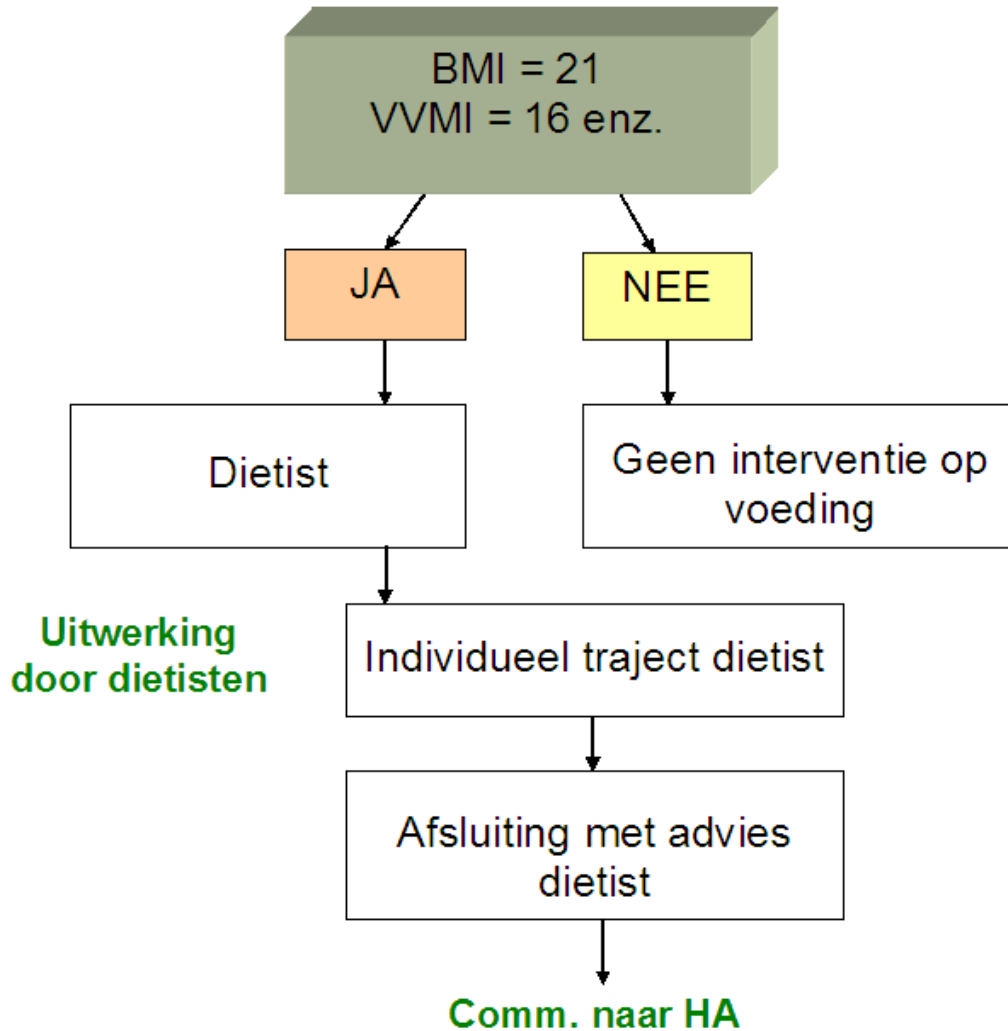 BMI = 21
VVMI = 16 enz.
JA
NEE
Dietist
Geen interventie op
voeding
Uitwerking
door dietisten
Individueel traject dietist
Afsluiting met advies
dietist
Comm. naar HA